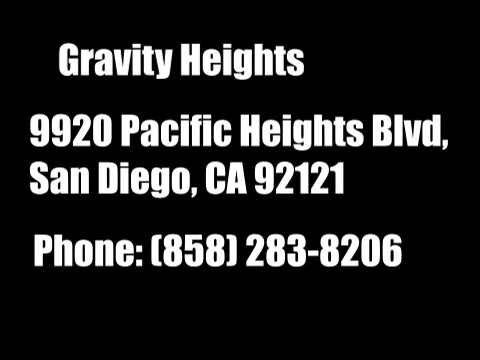 Gravity Heights
9920 Pacific Heights Blvd,
San Diego, CA 92121
Phone: (858) 283-8206